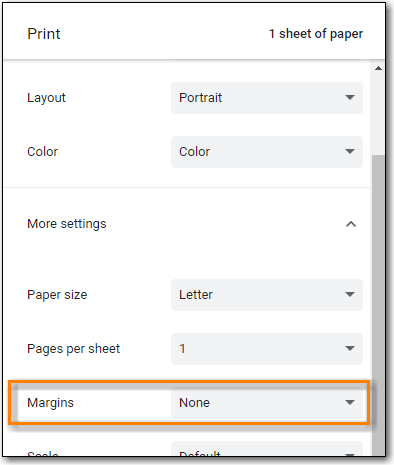 Print 1 sheet of paper
Layout Portrait
Color Color
More settings
Paper size Letter
Pages per sheet 1
Margins None
Scale Default